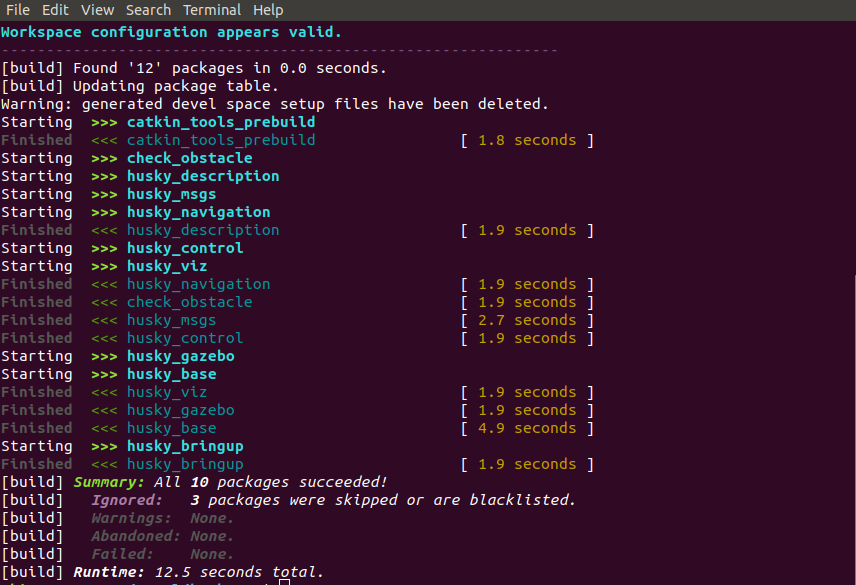 File Edit View Search Terminal Help
Workspace configuration appears valid.
--------------------------------------------------------------
[build] Found '12' packages in 0.0 seconds.
[build] Updating package table.
Warning: generated devel space setup files have been deleted.
Starting >>> catkin_tools_prebuild
Finished <<< catkin_tools_prebuild [ 1.8 seconds ]
Starting >>> check_obstacle
Starting >>> husky_description
Starting >>> husky_msgs
Starting >>> husky_navigation
Finished <<< husky_description [ 1.9 seconds ]
Starting >>> husky_control
Starting >>> husky_viz
Finished <<< husky_navigation [ 1.9 seconds ]
Finished <<< check_obstacle [ 1.9 seconds ]
Finished <<< husky_msgs [ 2.7 seconds ]
Finished <<< husky_control [ 1.9 seconds ]
Starting >>> husky_gazebo
Starting >>> husky_base
Finished <<< husky_viz [ 1.9 seconds ]
Finished <<< husky_gazebo [ 1.9 seconds ]
Finished <<< husky_base [ 4.9 seconds ]
Starting >>> husky_bringup
Finished <<< husky_bringup [ 1.9 seconds ]
[build] Summary: All 10 packages succeeded!
[build] Ignored: 3 packages were skipped or are blacklisted.
[build] Warnings: None.
[build] Abandoned: None.
[build] Failed: None.
[build] Runtime: 12.5 seconds total.